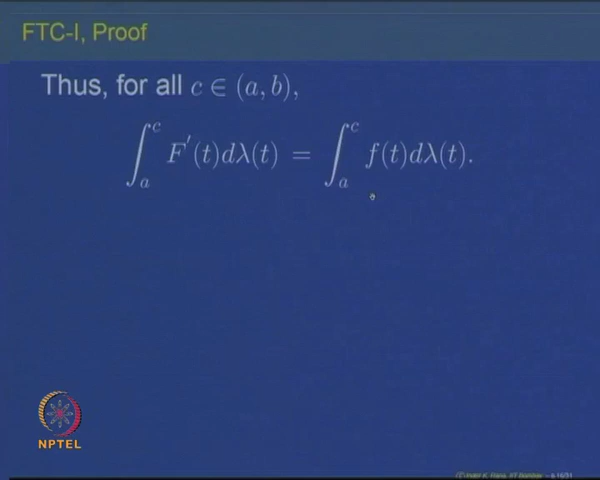 FTC-I, Proof
Thus, for all c ∈ (a, b),
∫_a^c F′(t)dλ(t) = ∫_a^c f(t)dλ(t).
NPTEL